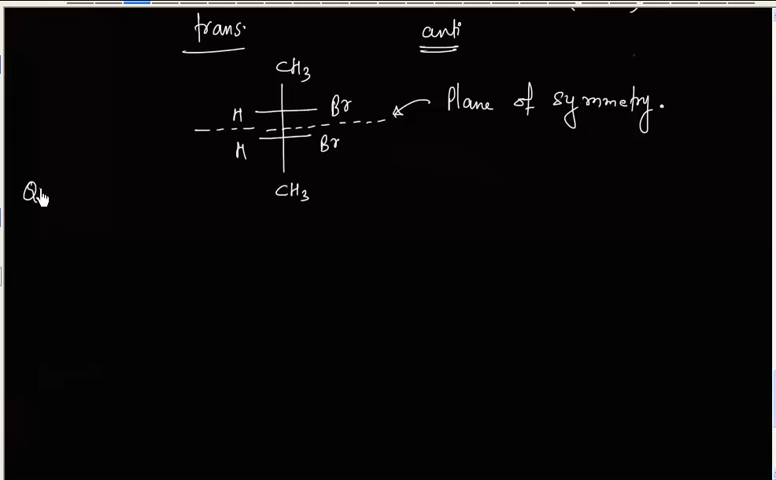 trans.
anti
CH3
H
Br
Plane of symmetry.
H
Br
CH3
Q